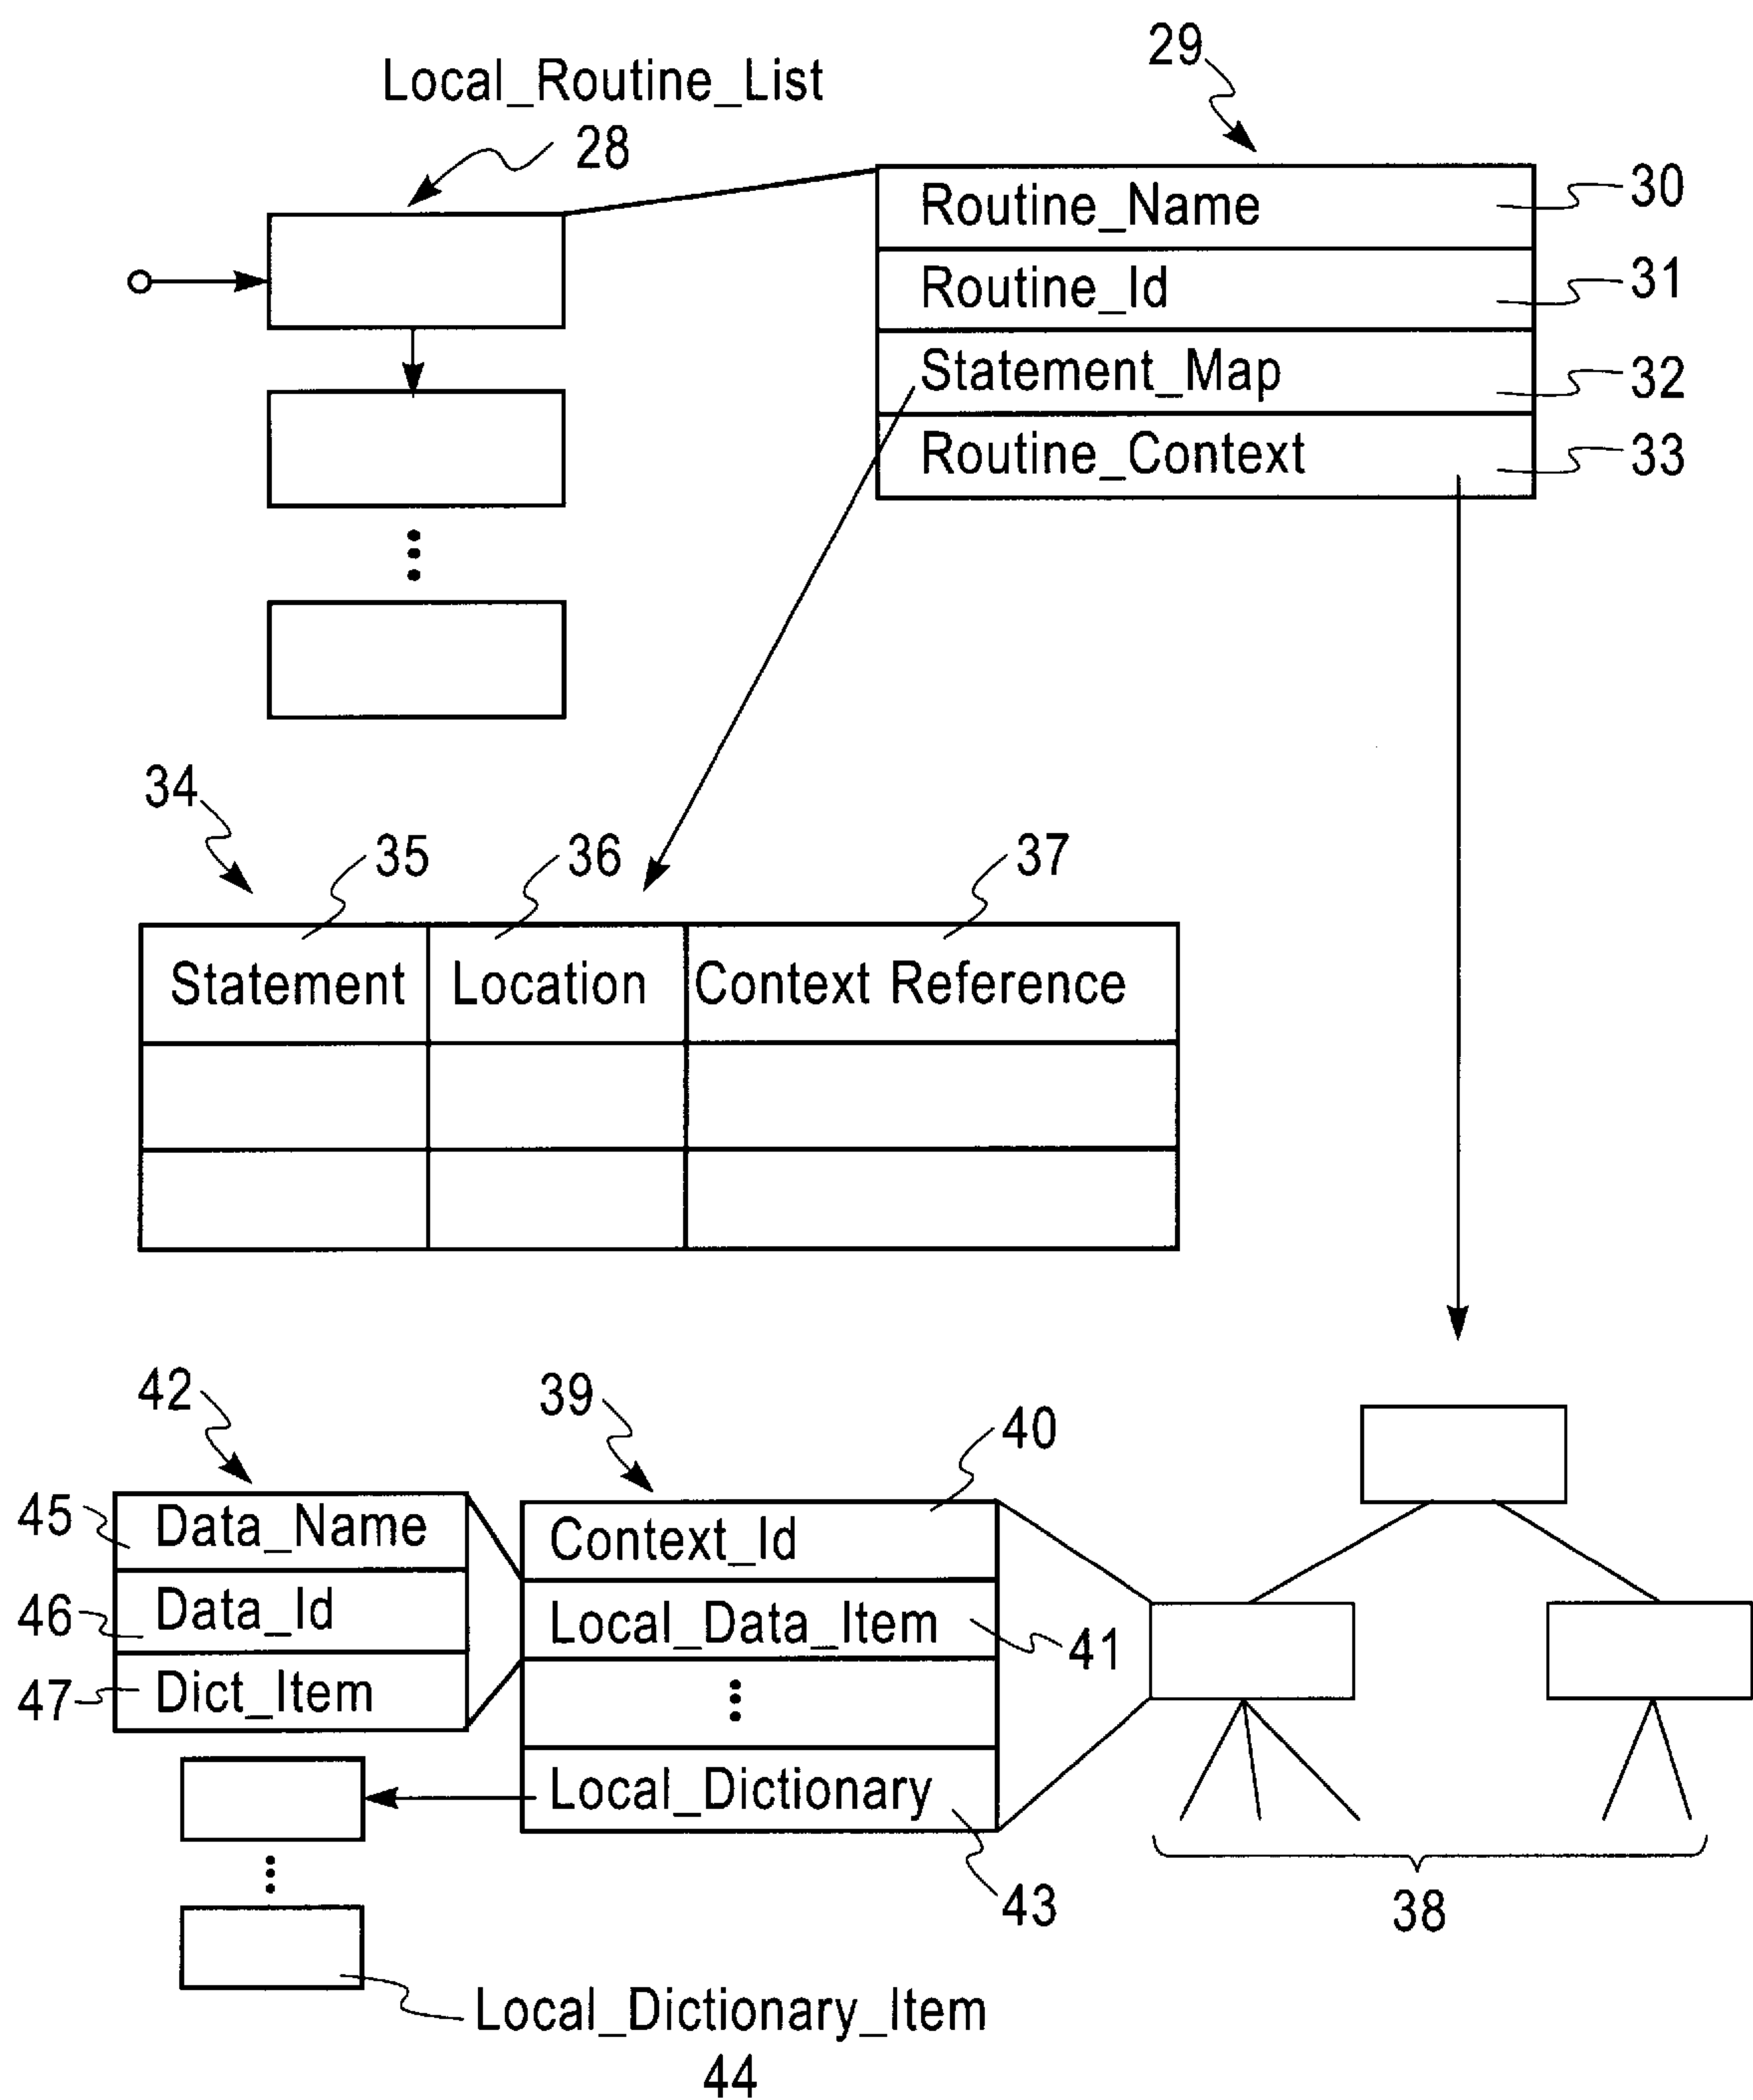 Local_Routine_List
28
29
Routine_Name
30
Routine_Id
31
Statement_Map
32
Routine_Context
33
34
35
36
37
Statement
Location
Context Reference
42
39
40
45
Data_Name
Context_Id
46
Data_Id
Local_Data_Item
41
47
Dict_Item
Local_Dictionary
43
38
Local_Dictionary_Item
44